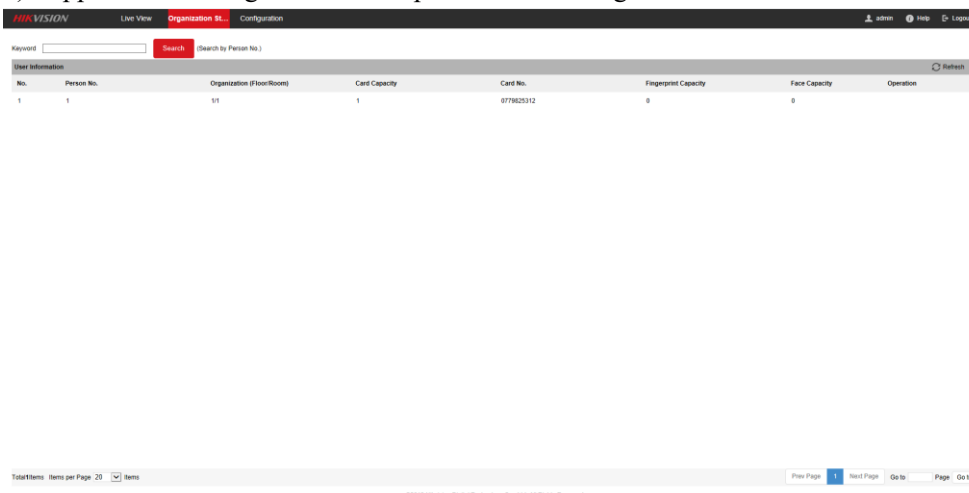 HIKVISION Live View Organization St... Configuration admin Help Logou
Keyword Search (Search by Person No.)
User Information Refresh
No. Person No. Organization (Floor/Room) Card Capacity Card No. Fingerprint Capacity Face Capacity Operation
1 1 1/1 1 0779825312 0 0
Total1Items Items per Page 20 Items Prev Page 1 Next Page Go to Page Go t